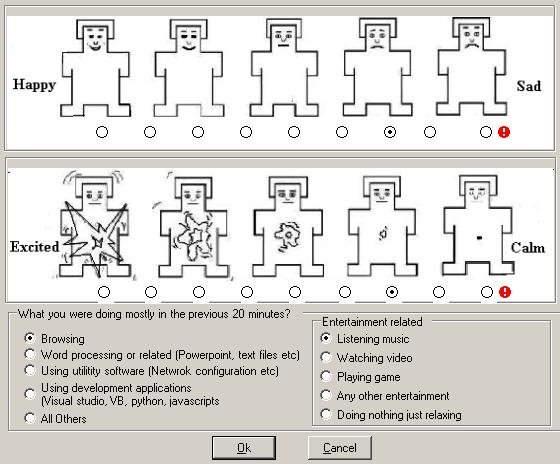 Happy
Sad
Excited
Calm
What you were doing mostly in the previous 20 minutes?
Browsing
Word processing or related (Powerpoint, text files etc)
Using utilitiy software (Netwrok configuration etc)
Using development applications
(Visual studio, VB, python, javascripts
All Others
Entertainment related
Listening music
Watching video
Playing game
Any other entertainment
Doing nothing just relaxing
Ok
Cancel